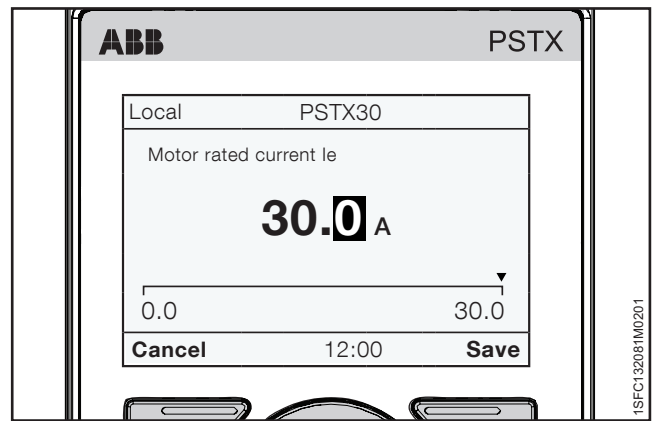 ABB PSTX
Local PSTX30
Motor rated current Ie
30.0 A
0.0 30.0
Cancel 12:00 Save
1SFC132081M0201